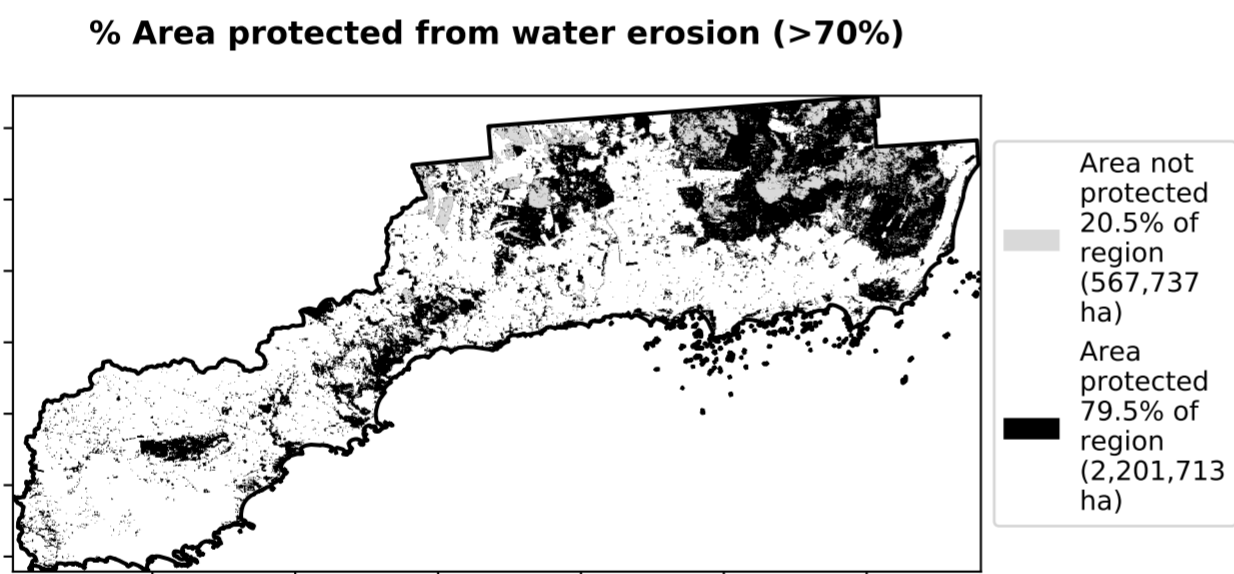 % Area protected from water erosion (>70%)
Area not
protected
20.5% of
region
(567,737
ha)
Area
protected
79.5% of
region
(2,201,713
ha)